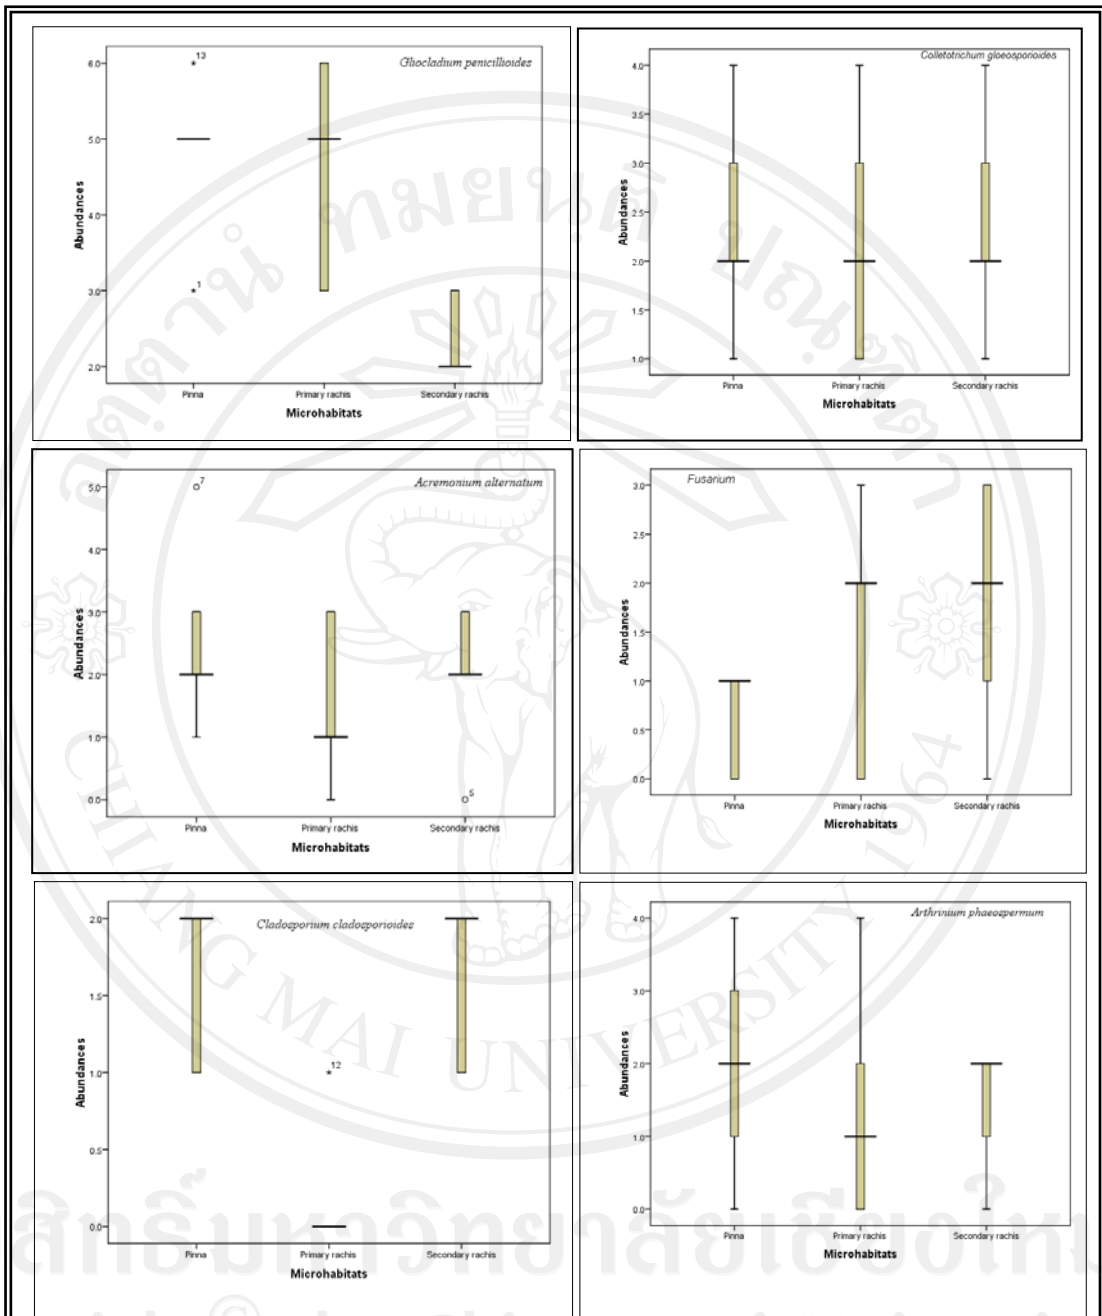 Gliocladium penicillioides
13
6.0
5.0
4.0
3.0
2.0
1
Abundances
Pinna Primary rachis Secondary rachis
Microhabitats
Colletotrichum gloeosporioides
4.0
3.5
3.0
2.5
2.0
1.5
1.0
Abundances
Pinna Primary rachis Secondary rachis
Microhabitats
Acremonium alternatum
7
5.0
4.0
3.0
2.0
1.0
0.0
5
Abundances
Pinna Primary rachis Secondary rachis
Microhabitats
Fusarium
3.0
2.5
2.0
1.5
1.0
0.5
0.0
Abundances
Pinna Primary rachis Secondary rachis
Microhabitats
Cladosporium cladosporioides
2.0
1.5
1.0
0.5
0.0
12
Abundances
Pinna Primary rachis Secondary rachis
Microhabitats
Arthrinium phaeospermum
4.0
3.0
2.0
1.0
0.0
Abundances
Pinna Primary rachis Secondary rachis
Microhabitats
CHIANG MAI UNIVERSITY 1964